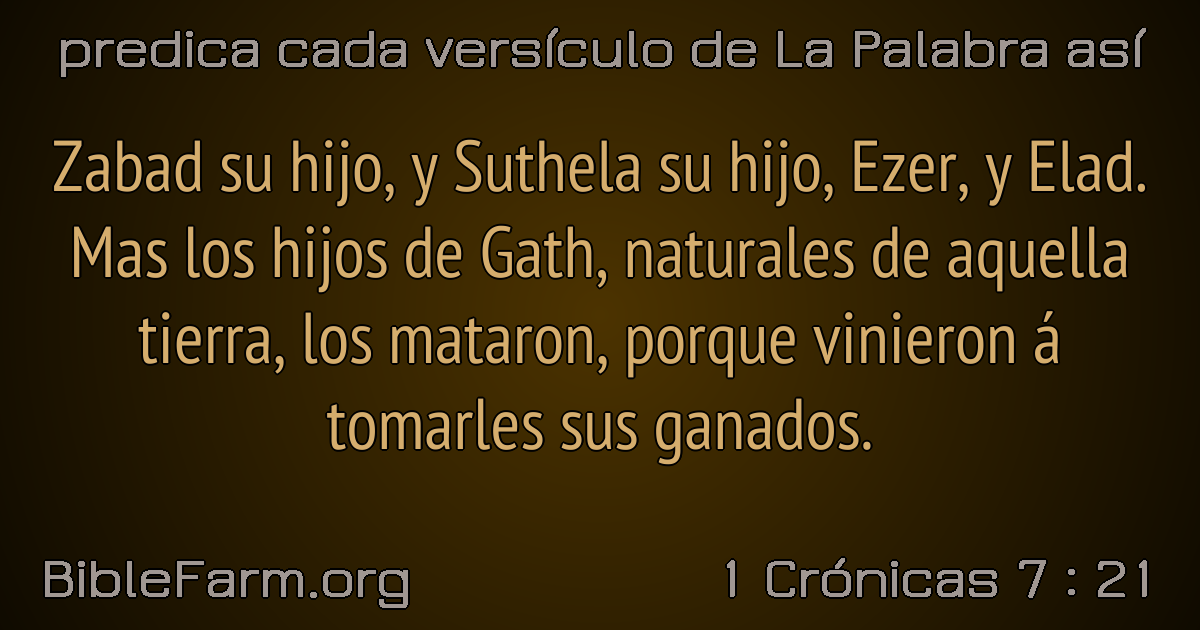 predica cada versículo de La Palabra así
Zabad su hijo, y Suthela su hijo, Ezer, y Elad.
Mas los hijos de Gath, naturales de aquella
tierra, los mataron, porque vinieron á
tomarles sus ganados.
BibleFarm.org
1 Crónicas 7 : 21